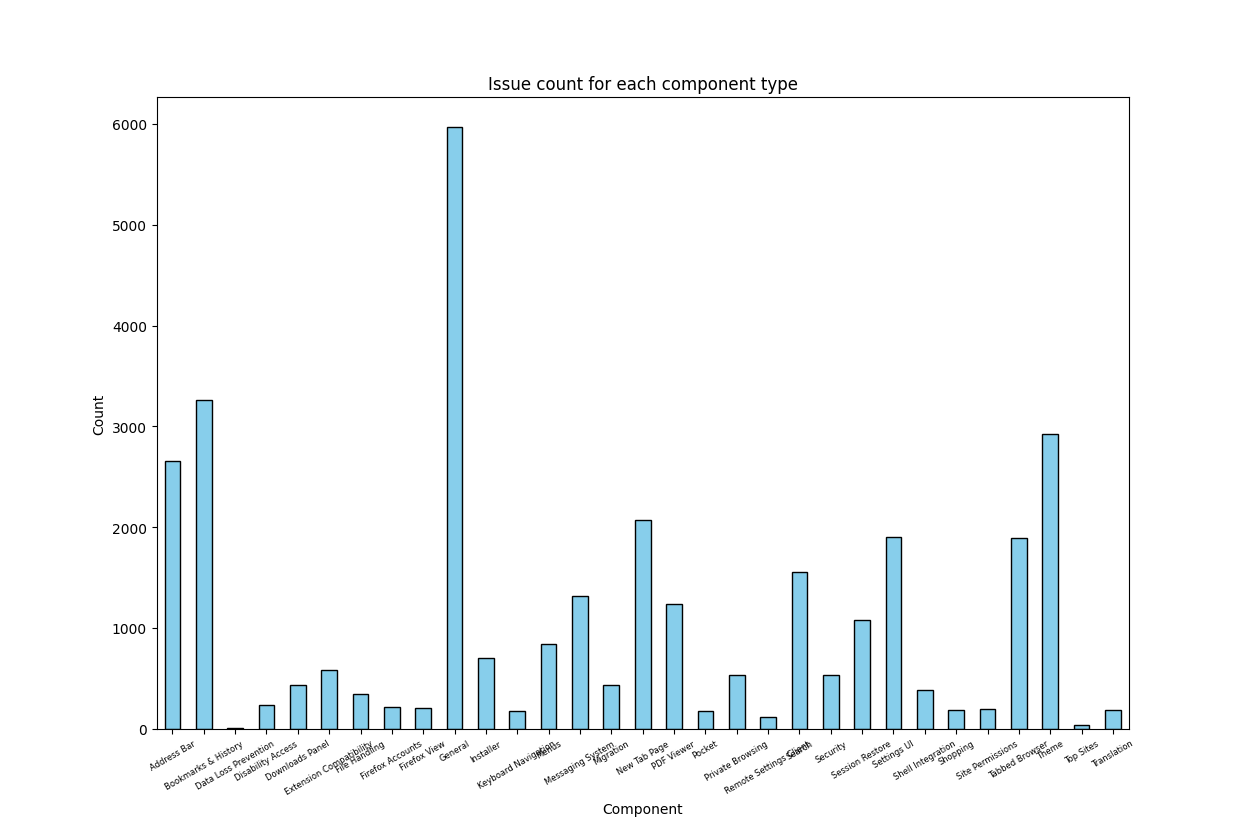 Issue count for each component type
6000
5000
4000
3000
2000
1000
0
Count
Address Bar
Bookmarks & History
Data Loss Prevention
Disability Access
Downloads Panel
Extension Compatibility
File Handling
Firefox Accounts
Firefox View
General
Installer
Keyboard Navigation
Menus
Messaging System
Migration
New Tab Page
PDF Viewer
Pocket
Private Browsing
Remote Settings Client
Search
Security
Session Restore
Settings UI
Shell Integration
Shopping
Site Permissions
Tabbed Browser
Theme
Top Sites
Translation
Component